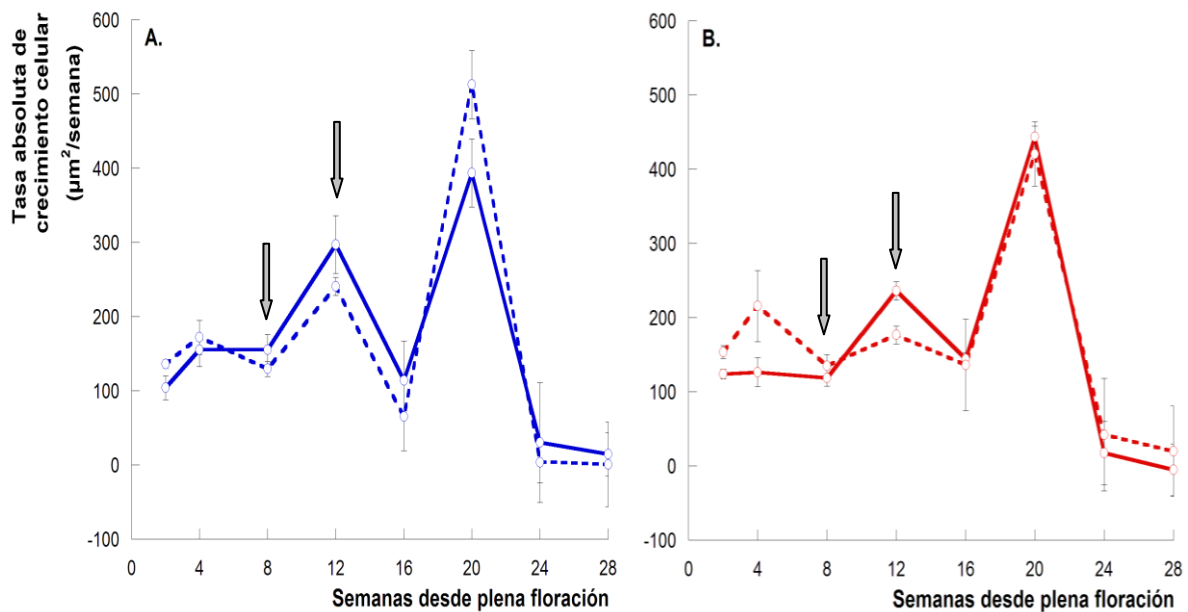 Tasa absoluta de
crecimiento celular
(µm²/semana)
A.
600
500
400
300
200
100
0
-100
0 4 8 12 16 20 24 28
Semanas desde plena floración
B.
600
500
400
300
200
100
0
-100
0 4 8 12 16 20 24 28
Semanas desde plena floración